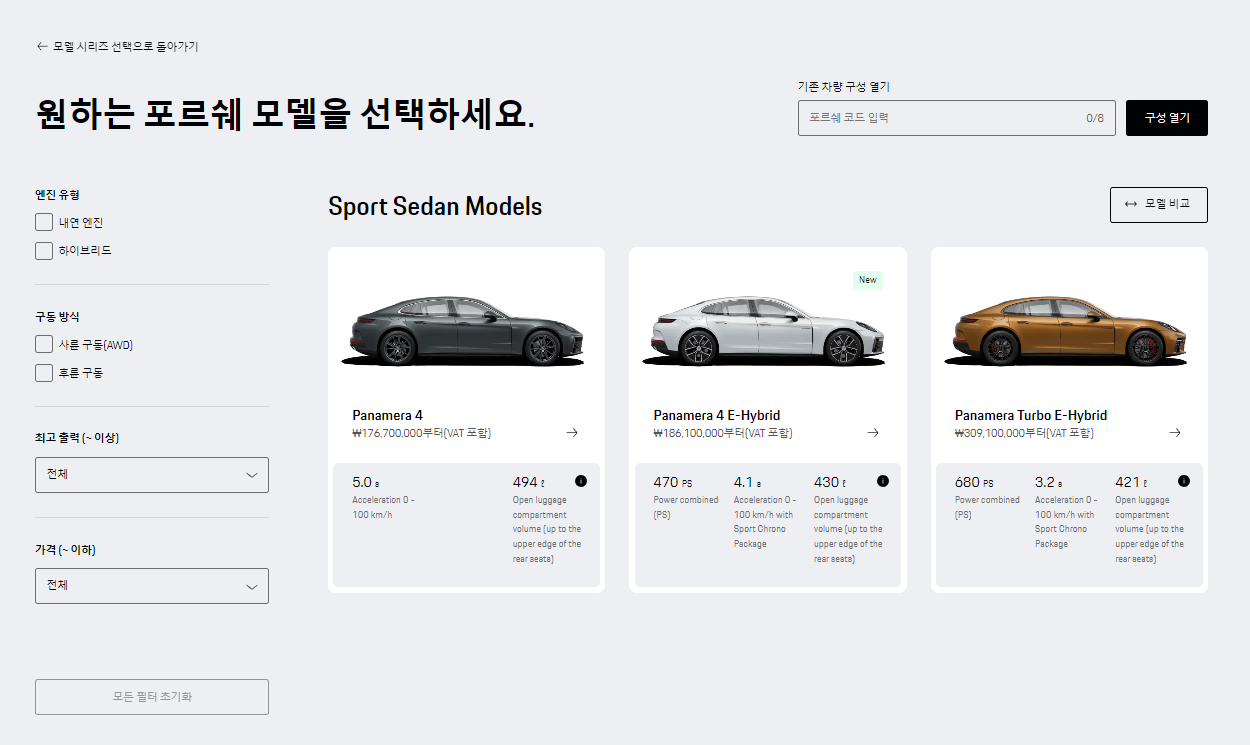 ← 모델 시리즈 선택으로 돌아가기
원하는 포르쉐 모델을 선택하세요.
기존 차량 구성 열기
포르쉐 코드 입력 0/8
구성 열기
엔진 유형
내연 엔진
하이브리드
구동 방식
사륜 구동(AWD)
후륜 구동
최고 출력 (~ 이상)
전체
가격 (~ 이하)
전체
모든 필터 초기화
Sport Sedan Models
모델 비교
Panamera 4
₩176,700,000부터(VAT 포함)
5.0 s
Acceleration 0 -
100 km/h
494 ℓ
Open luggage
compartment
volume (up to the
upper edge of the
rear seats)
New
Panamera 4 E-Hybrid
₩186,100,000부터(VAT 포함)
470 PS
Power combined
(PS)
4.1 s
Acceleration 0 -
100 km/h with
Sport Chrono
Package
430 ℓ
Open luggage
compartment
volume (up to the
upper edge of the
rear seats)
Panamera Turbo E-Hybrid
₩309,100,000부터(VAT 포함)
680 PS
Power combined
(PS)
3.2 s
Acceleration 0 -
100 km/h with
Sport Chrono
Package
421 ℓ
Open luggage
compartment
volume (up to the
upper edge of the
rear seats)